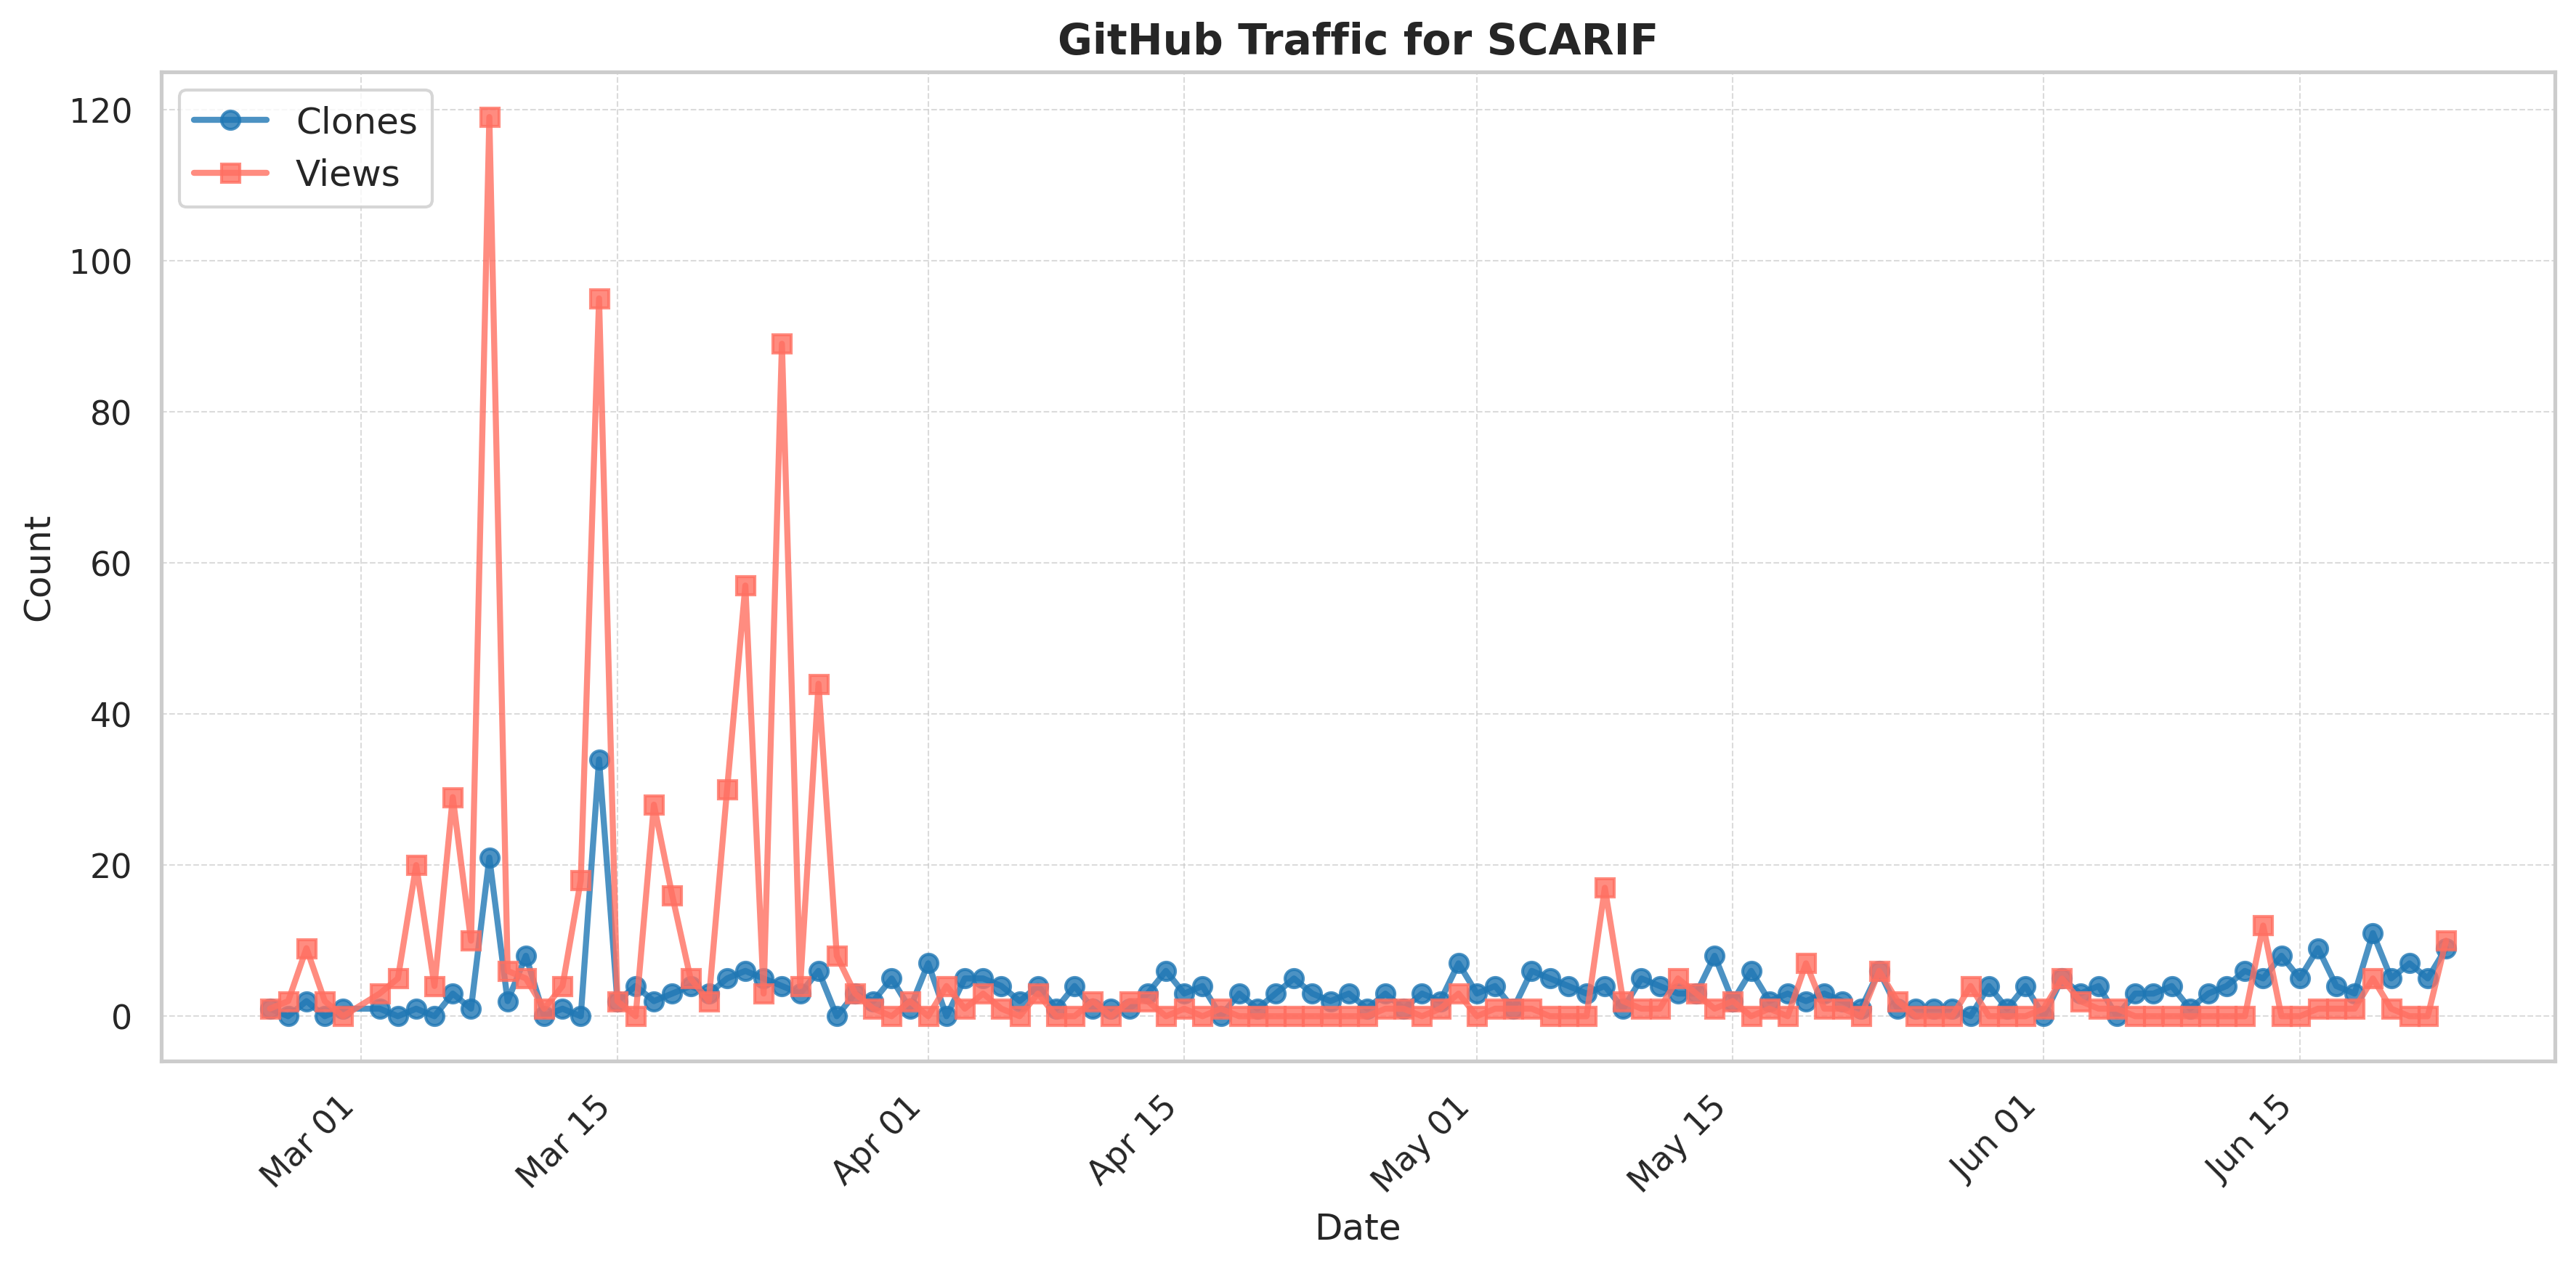 GitHub Traffic for SCARIF
Clones
Views
120
100
80
60
40
20
0
Count
Mar 01
Mar 15
Apr 01
Apr 15
May 01
May 15
Jun 01
Jun 15
Date